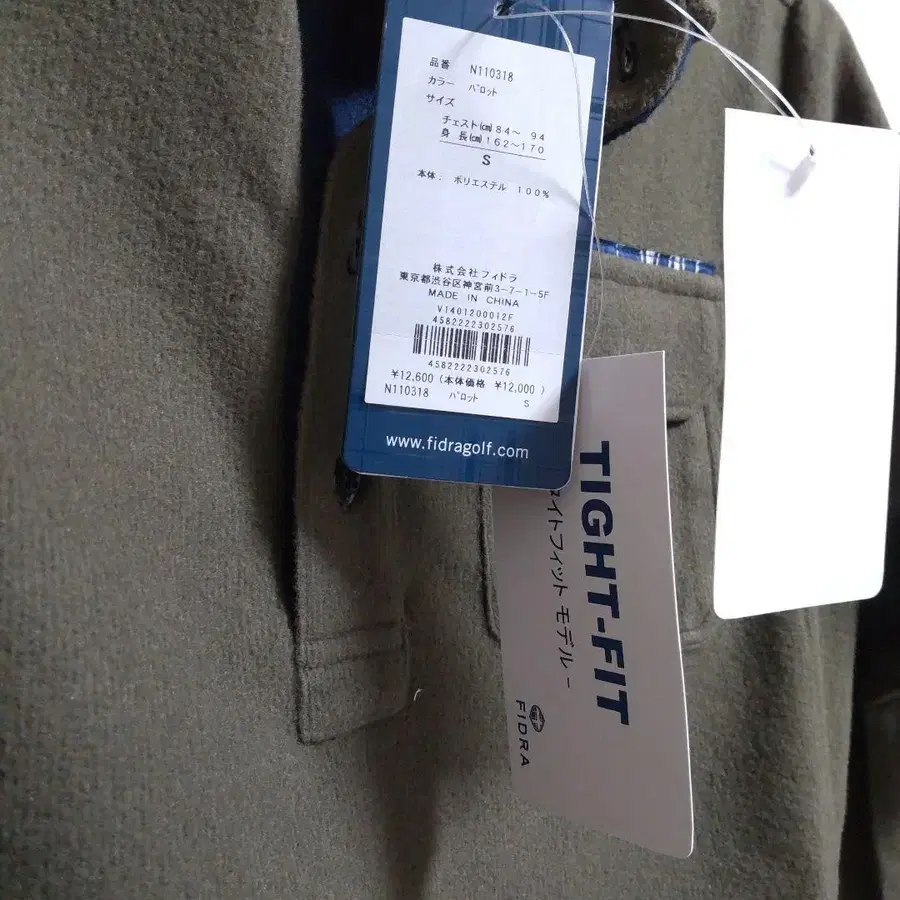 品番 N110318
カラー パロット
サイズ
チェスト(cm) 84～ 94
身 長(cm) 162～170
S
本体: ポリエステル 100%
株式会社フィドラ
東京都渋谷区神宮前3-7-1-5F
MADE IN CHINA
V1401200012F
4582222302576
4582222302576
¥12,600 (本体価格 ¥12,000 )
N110318 パロット S
www.fidragolf.com
TIGHT-FIT
タイトフィット モデル -
FIDRA